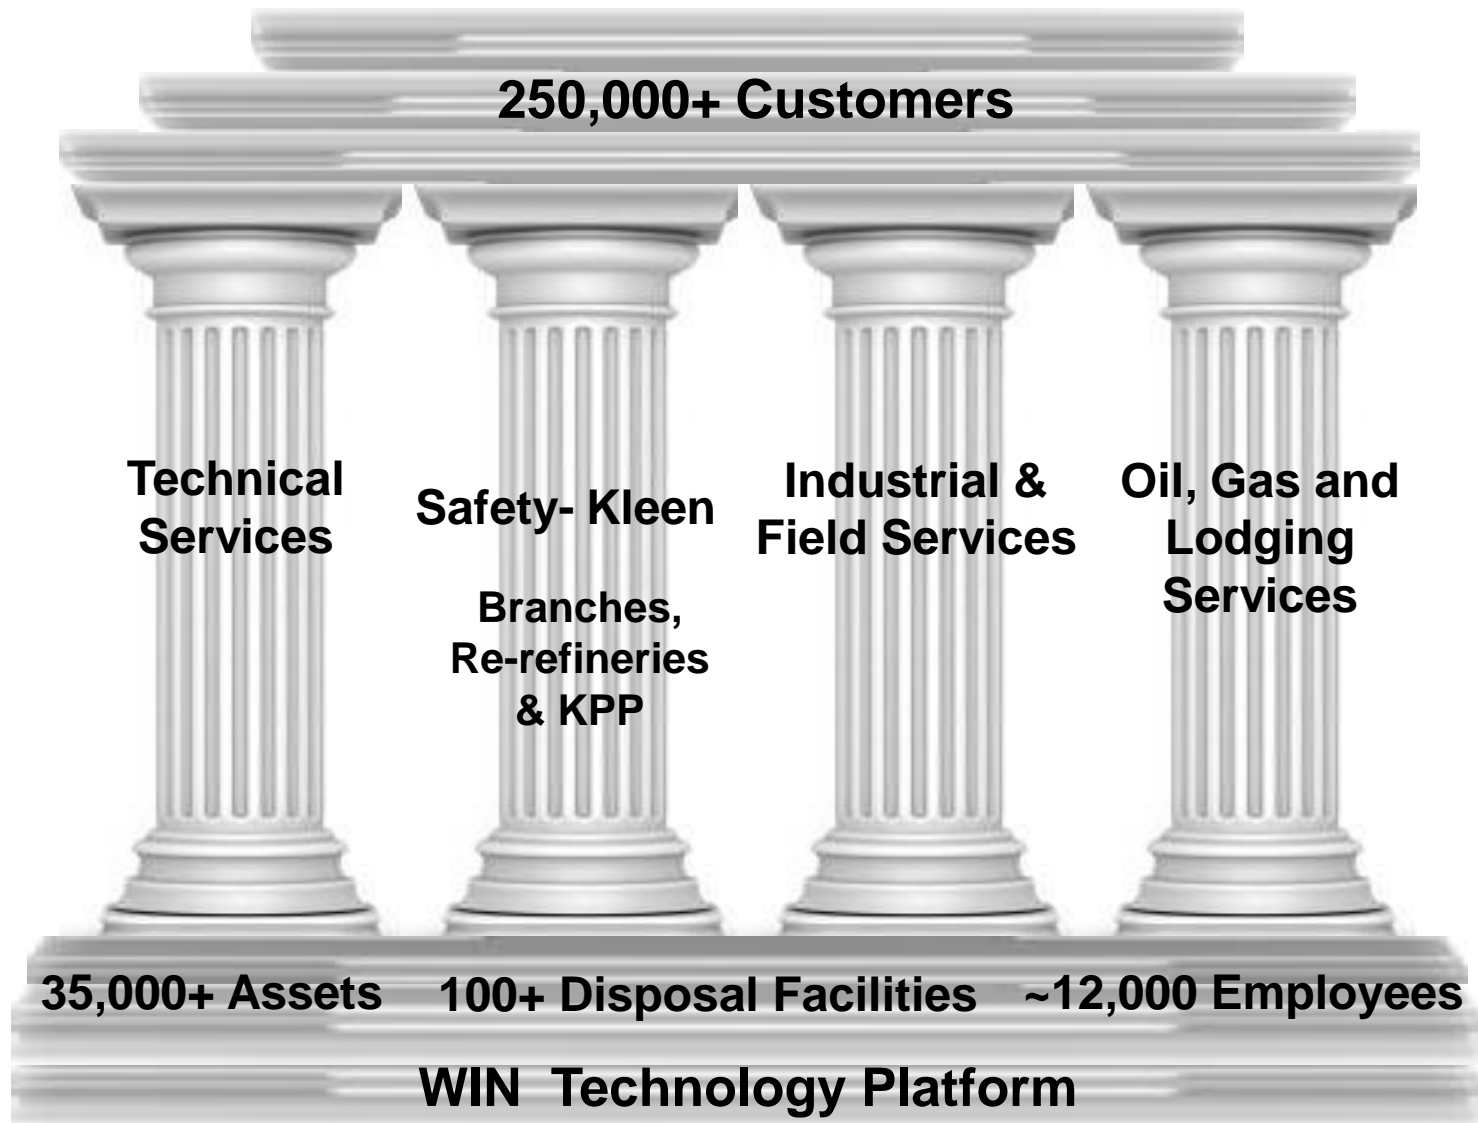 250,000+ Customers
Technical
Services
Safety- Kleen
Branches,
Re-refineries
& KPP
Industrial &
Field Services
Oil, Gas and
Lodging
Services
35,000+ Assets
100+ Disposal Facilities
~12,000 Employees
WIN  Technology Platform